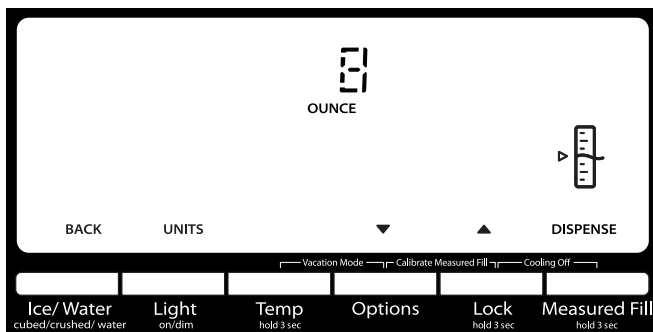 8
OUNCE
BACK UNITS ▼ ▲ DISPENSE
Vacation Mode Calibrate Measured Fill Cooling Off
Ice/ Water Light Temp Options Lock Measured Fill
cubed/crushed/ water on/dim hold 3 sec hold 3 sec hold 3 sec